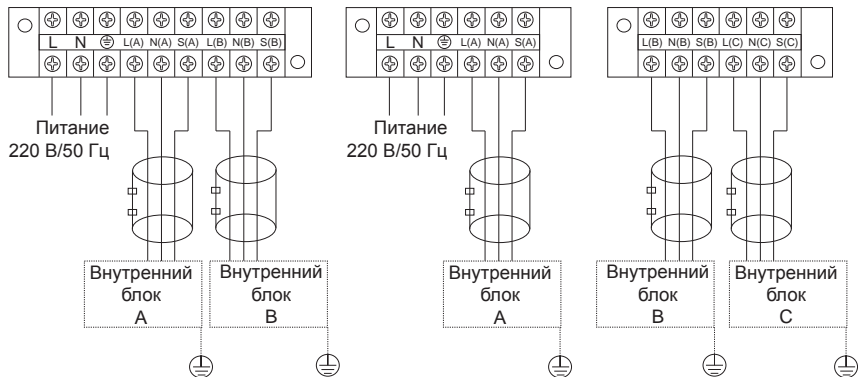 L N L(A) N(A) S(A) L(B) N(B) S(B)
L N L(A) N(A) S(A)
L(B) N(B) S(B) L(C) N(C) S(C)
Питание
220 В/50 Гц
Питание
220 В/50 Гц
Внутренний
блок
A
Внутренний
блок
B
Внутренний
блок
A
Внутренний
блок
B
Внутренний
блок
C